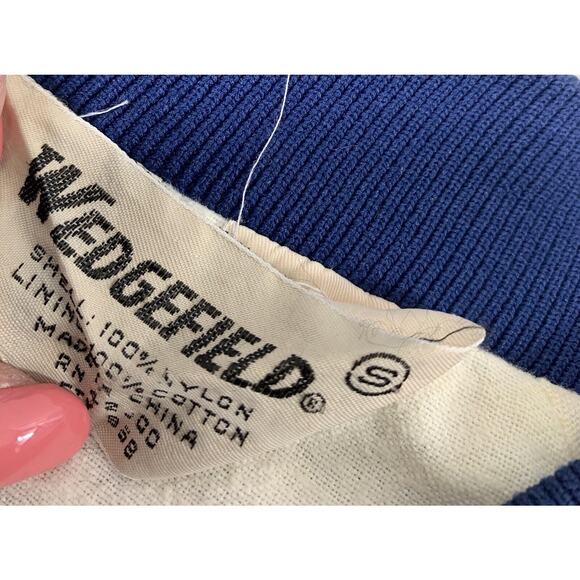 WEDGEFIELD®
S
SHELL: 100% NYLON
LINING: 100% COTTON
MADE IN CHINA